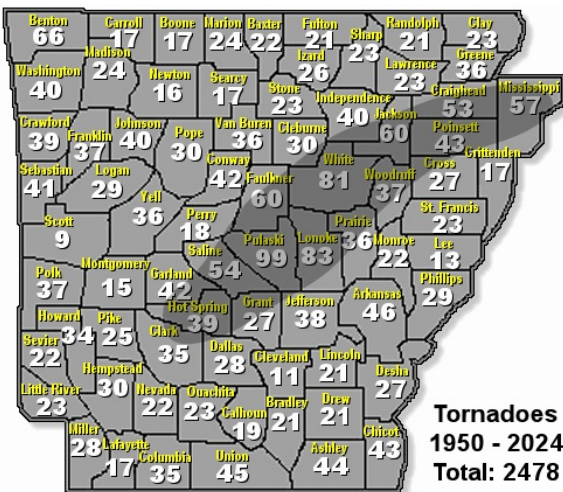 Benton
66
Carroll
17
Boone
17
Marion
24
Baxter
22
Fulton
21
Sharp
23
Randolph
21
Clay
23
Washington
40
Madison
24
Newton
16
Searcy
17
Izard
26
Stone
23
Independence
40
Lawrence
23
Greene
36
Craighead
53
Mississippi
57
Crawford
39
Franklin
37
Johnson
40
Pope
30
Van Buren
36
Cleburne
30
Jackson
60
Poinsett
43
Sebastian
41
Logan
29
Yell
36
Conway
42
Faulkner
60
White
81
Woodruff
37
Cross
27
Crittenden
17
Scott
9
Perry
18
Saline
54
Pulaski
99
Lonoke
83
Prairie
36
Monroe
22
St. Francis
23
Lee
13
Polk
37
Montgomery
15
Garland
42
Hot Spring
39
Grant
27
Jefferson
38
Arkansas
46
Phillips
29
Howard
34
Pike
25
Clark
35
Dallas
28
Cleveland
11
Lincoln
21
Desha
27
Sevier
22
Little River
23
Hempstead
30
Nevada
22
Ouachita
23
Calhoun
19
Bradley
21
Drew
21
Chicot
43
Miller
28
Lafayette
17
Columbia
35
Union
45
Ashley
44
Tornadoes
1950 - 2024
Total: 2478